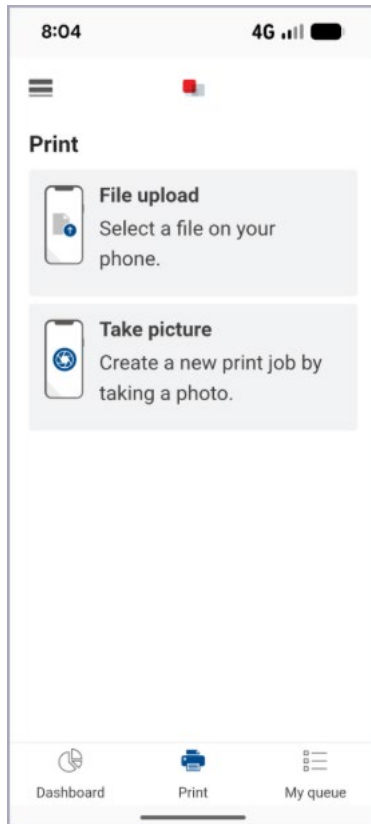 8:04
4G
Print
File upload
Select a file on your
phone.
Take picture
Create a new print job by
taking a photo.
Dashboard
Print
My queue